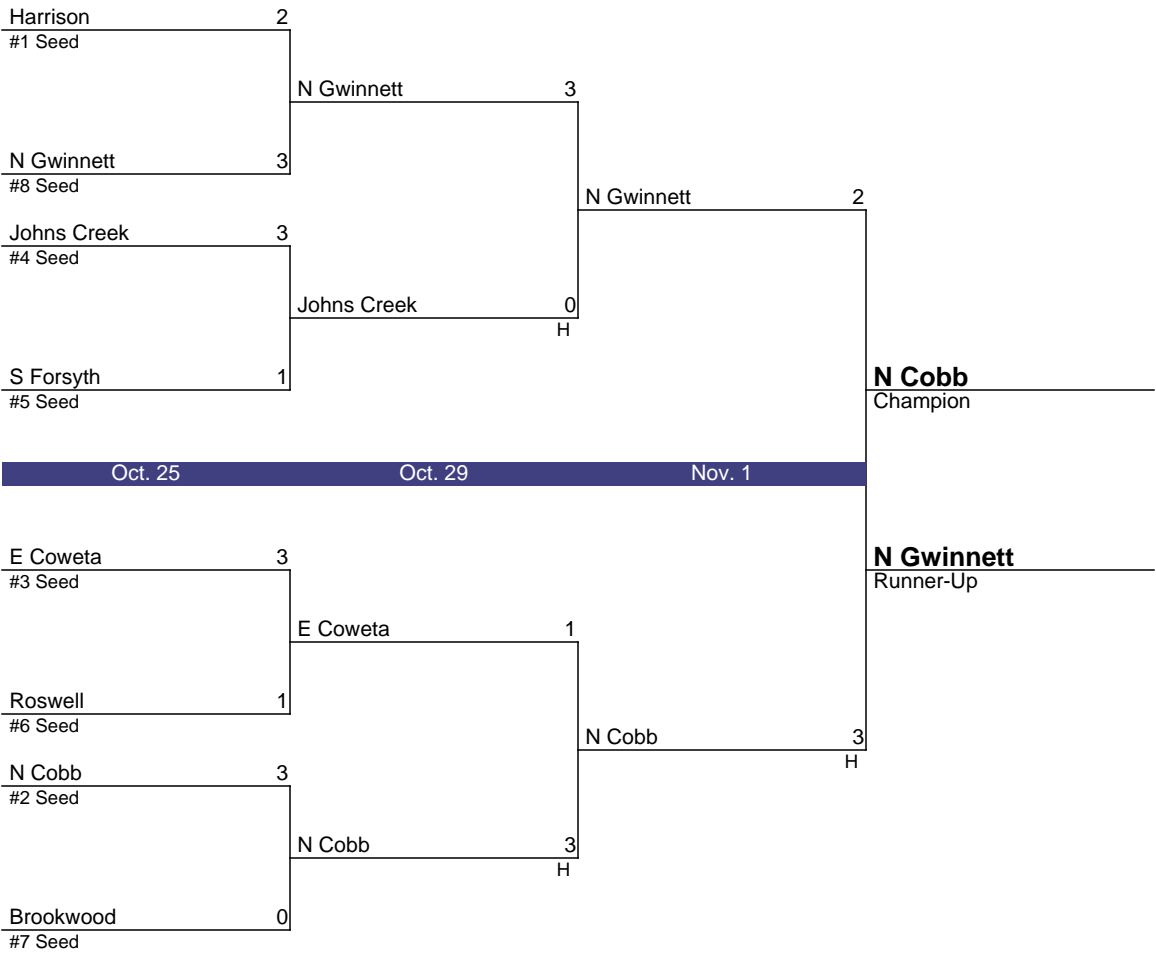 Harrison 2
#1 Seed
N Gwinnett 3
N Gwinnett 3
#8 Seed
N Gwinnett 2
Johns Creek 3
#4 Seed
Johns Creek 0
H
S Forsyth 1
#5 Seed
N Cobb
Champion
Oct. 25 Oct. 29 Nov. 1
E Coweta 3
#3 Seed
N Gwinnett
Runner-Up
E Coweta 1
Roswell 1
#6 Seed
N Cobb 3
H
N Cobb 3
#2 Seed
N Cobb 3
H
Brookwood 0
#7 Seed